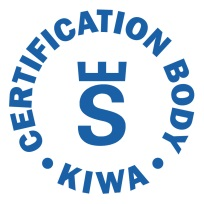 CERTIFICATION BODY
S
• KIWA •